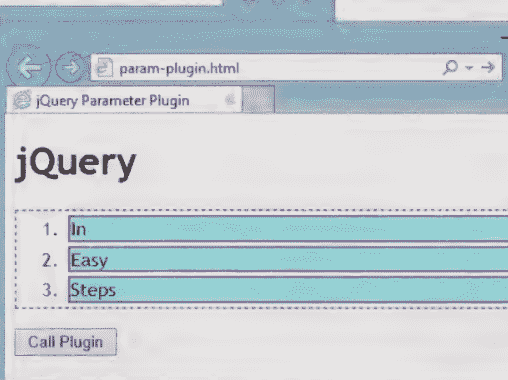 param-plugin.html
jQuery Parameter Plugin
jQuery
1. In
2. Easy
3. Steps
Call Plugin